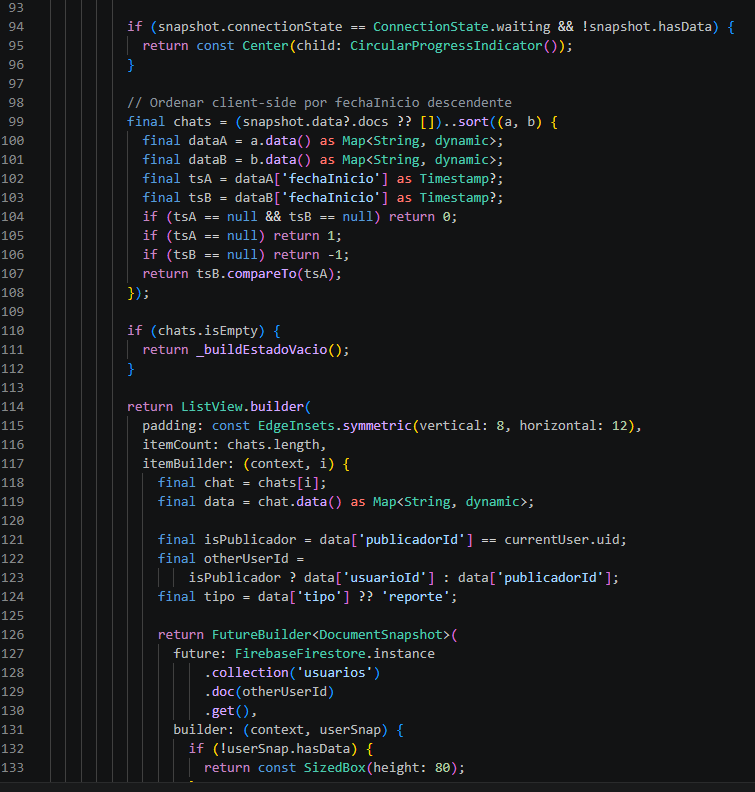 93
94 if (snapshot.connectionState == ConnectionState.waiting && !snapshot.hasData) {
95 return const Center(child: CircularProgressIndicator());
96 }
97
98 // Ordenar client-side por fechaInicio descendente
99 final chats = (snapshot.data?.docs ?? [])..sort((a, b) {
100 final dataA = a.data() as Map<String, dynamic>;
101 final dataB = b.data() as Map<String, dynamic>;
102 final tsA = dataA['fechaInicio'] as Timestamp?;
103 final tsB = dataB['fechaInicio'] as Timestamp?;
104 if (tsA == null && tsB == null) return 0;
105 if (tsA == null) return 1;
106 if (tsB == null) return -1;
107 return tsB.compareTo(tsA);
108 });
109
110 if (chats.isEmpty) {
111 return _buildEstadoVacio();
112 }
113
114 return ListView.builder(
115 padding: const EdgeInsets.symmetric(vertical: 8, horizontal: 12),
116 itemCount: chats.length,
117 itemBuilder: (context, i) {
118 final chat = chats[i];
119 final data = chat.data() as Map<String, dynamic>;
120
121 final isPublicador = data['publicadorId'] == currentUser.uid;
122 final otherUserId =
123 isPublicador ? data['usuarioId'] : data['publicadorId'];
124 final tipo = data['tipo'] ?? 'reporte';
125
126 return FutureBuilder<DocumentSnapshot>(
127 future: FirebaseFirestore.instance
128 .collection('usuarios')
129 .doc(otherUserId)
130 .get(),
131 builder: (context, userSnap) {
132 if (!userSnap.hasData) {
133 return const SizedBox(height: 80);